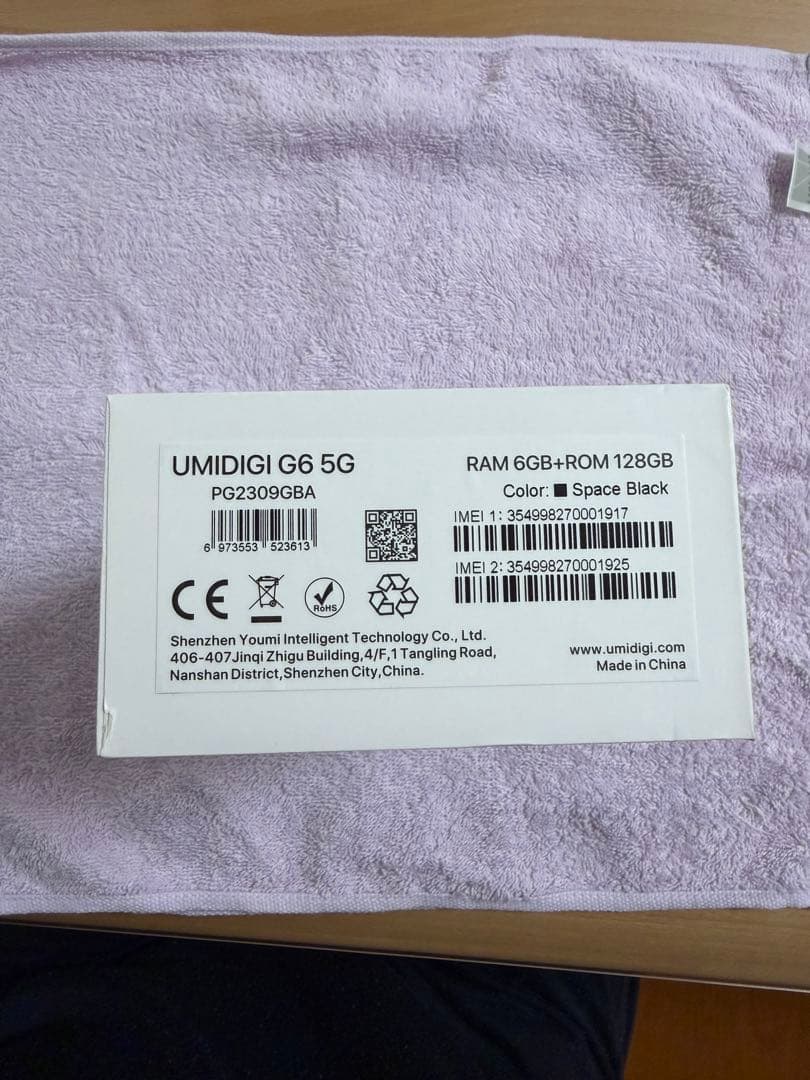 UMIDIGI G6 5G
PG2309GBA
6 973553 523613
RAM 6GB+ROM 128GB
Color: Space Black
IMEI 1: 354998270001917
IMEI 2: 354998270001925
CE
RoHS
Shenzhen Youmi Intelligent Technology Co., Ltd.
406-407Jinqi Zhigu Building,4/F,1 Tangling Road,
Nanshan District,Shenzhen City,China.
www.umidigi.com
Made in China